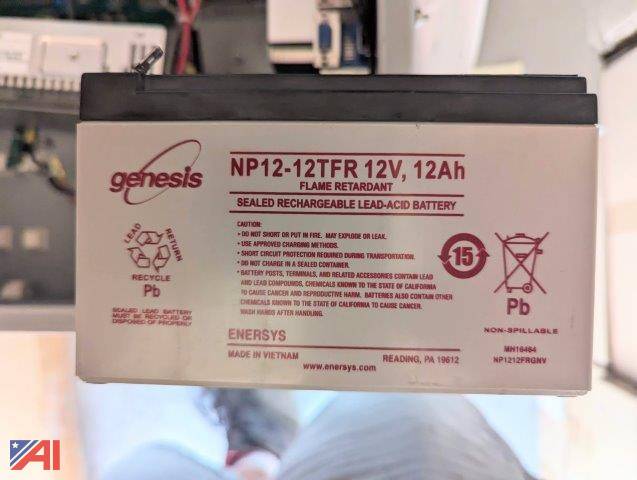 genesis
NP12-12TFR 12V, 12Ah
FLAME RETARDANT
SEALED RECHARGEABLE LEAD-ACID BATTERY
CAUTION:
• DO NOT SHORT OR PUT IN FIRE. MAY EXPLODE OR LEAK.
• USE APPROVED CHARGING METHODS.
• SHORT CIRCUIT PROTECTION REQUIRED DURING TRANSPORTATION.
• DO NOT CHARGE IN A SEALED CONTAINER.
• BATTERY POSTS, TERMINALS, AND RELATED ACCESSORIES CONTAIN LEAD
AND LEAD COMPOUNDS, CHEMICALS KNOWN TO THE STATE OF CALIFORNIA
TO CAUSE CANCER AND REPRODUCTIVE HARM. BATTERIES ALSO CONTAIN OTHER
CHEMICALS KNOWN TO THE STATE OF CALIFORNIA TO CAUSE CANCER.
WASH HANDS AFTER HANDLING.
LEAD RETURN
RECYCLE
Pb
SEALED LEAD BATTERY
MUST BE RECYCLED OR
DISPOSED OF PROPERLY
15
Pb
NON-SPILLABLE
MH16464
NP1212FRGNV
ENERSYS
MADE IN VIETNAM
READING, PA 19612
www.enersys.com
AI